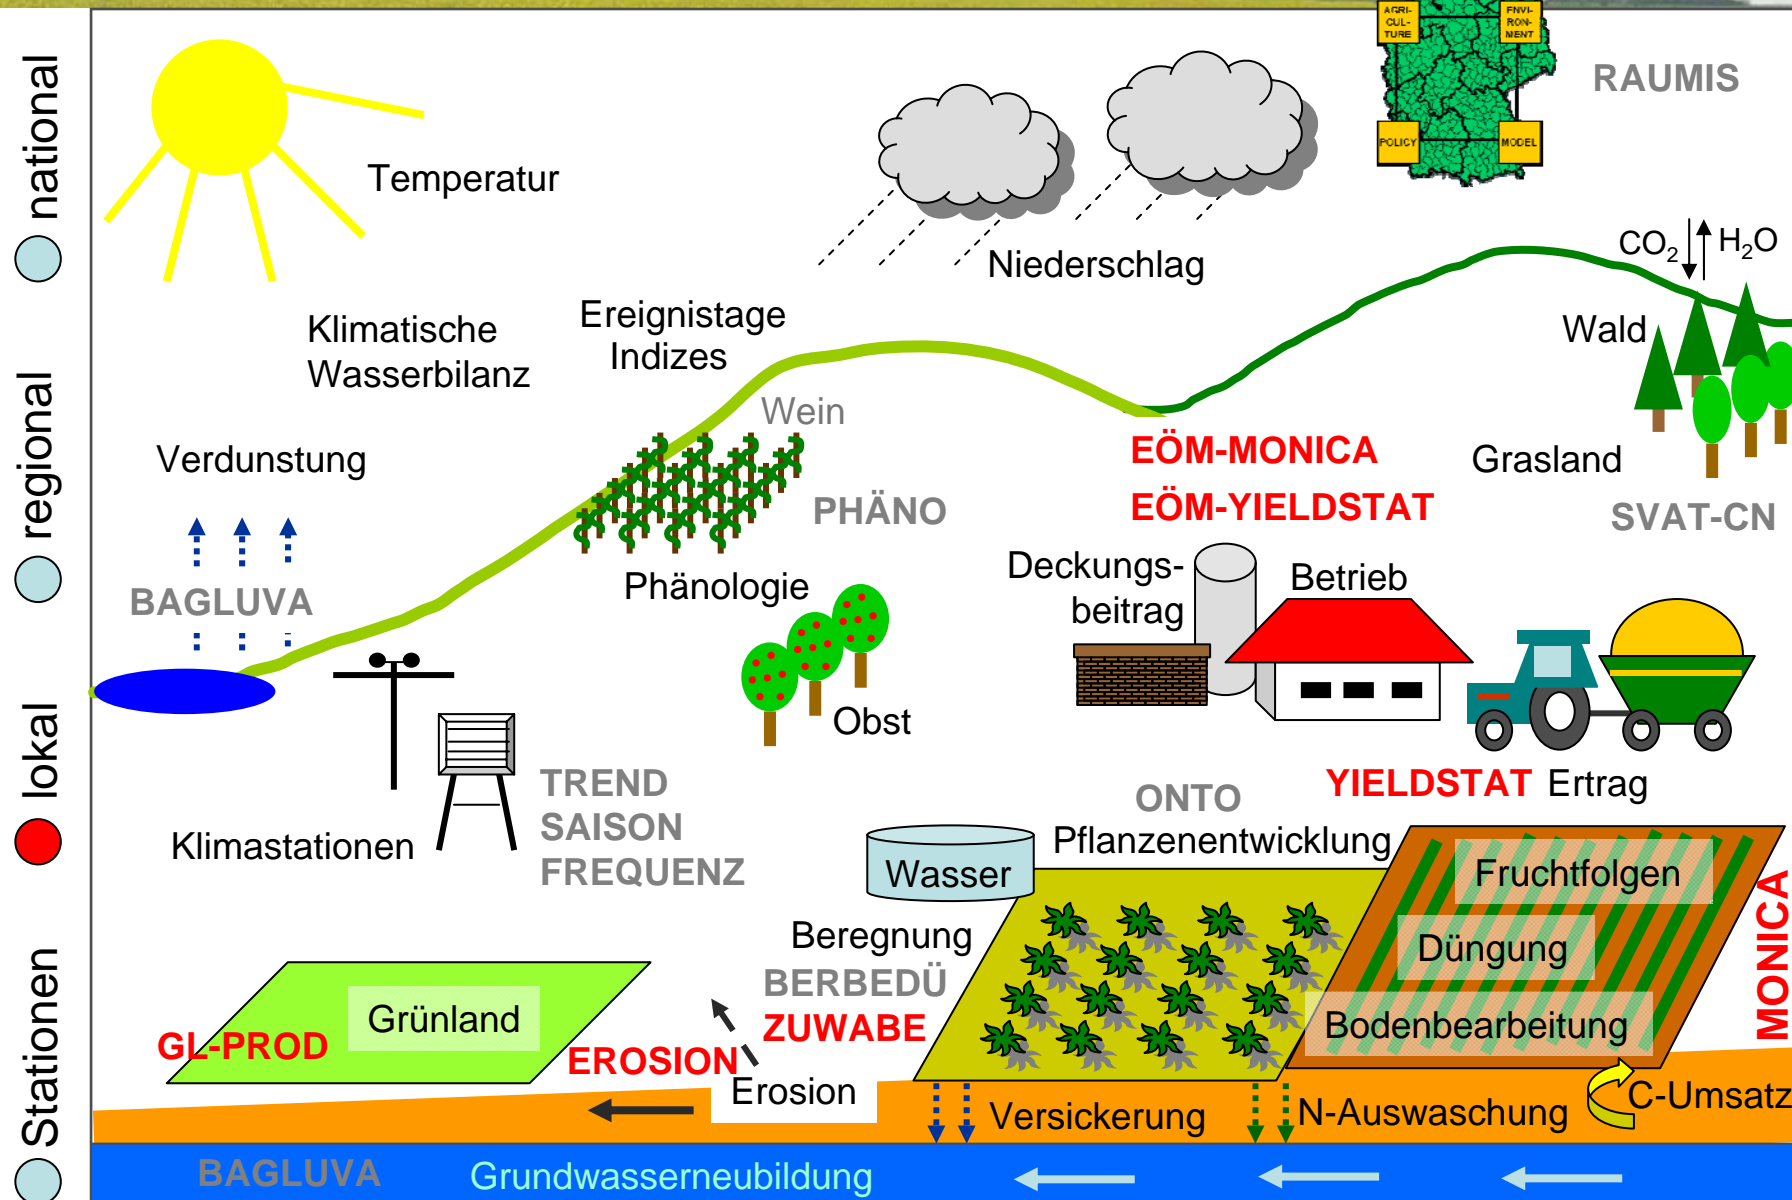 national
regional
lokal
Stationen
AGRI-
CUL-
TURE
ENVI-
RON-
MENT
POLICY
MODEL
RAUMIS
Temperatur
Niederschlag
CO₂
H₂O
Klimatische
Wasserbilanz
Ereignistage
Indizes
Wald
Wein
Verdunstung
EÖM-MONICA
EÖM-YIELDSTAT
Grasland
PHÄNO
SVAT-CN
BAGLUVA
Phänologie
Deckungs-
beitrag
Betrieb
Obst
TREND
SAISON
FREQUENZ
Klimastationen
YIELDSTAT Ertrag
ONTO
Pflanzenentwicklung
Wasser
Fruchtfolgen
Düngung
Bodenbearbeitung
MONICA
Beregnung
BERBEDÜ
ZUWABE
Grünland
GL-PROD
EROSION
Erosion
Versickerung
N-Auswaschung
C-Umsatz
BAGLUVA
Grundwasserneubildung